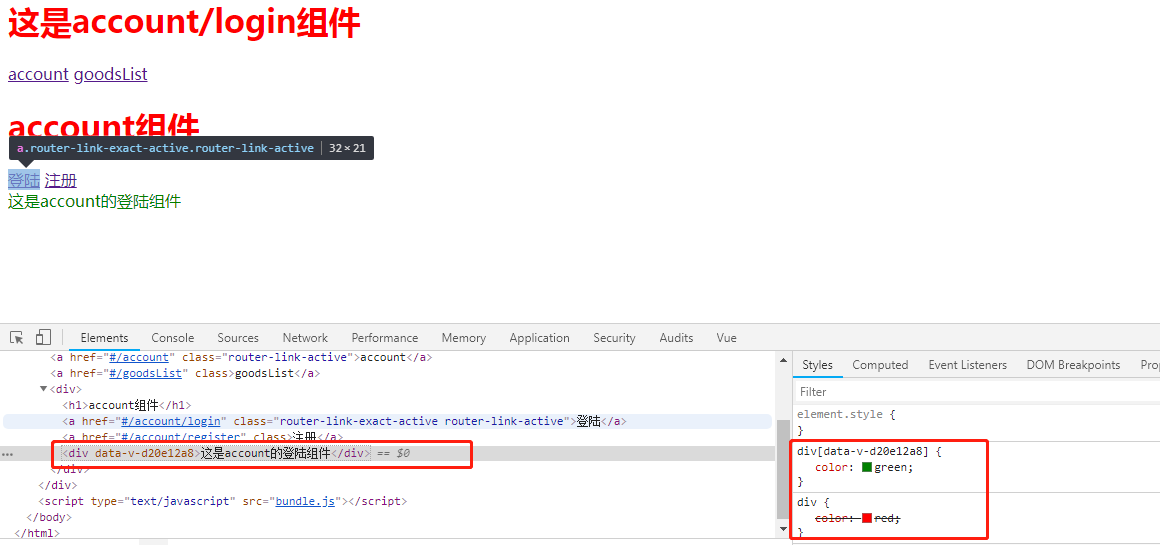 这是account/login组件
account goodsList
account组件
a.router-link-exact-active.router-link-active 32 × 21
登陆 注册
这是account的登陆组件
Elements Console Sources Network Performance Memory Application Security Audits Vue
<a href="#/account" class="router-link-active">account</a>
<a href="#/goodsList" class>goodsList</a>
▼<div>
<h1>account组件</h1>
<a href="#/account/login" class="router-link-exact-active router-link-active">登陆</a>
<a href="#/account/register" class>注册</a>
<div data-v-d20e12a8>这是account的登陆组件</div> == $0
</div>
</div>
<script type="text/javascript" src="bundle.js"></script>
</body>
</html>
Styles Computed Event Listeners DOM Breakpoints Prop
Filter
element.style {
}
div[data-v-d20e12a8] {
color: green;
}
div {
color: red;
}